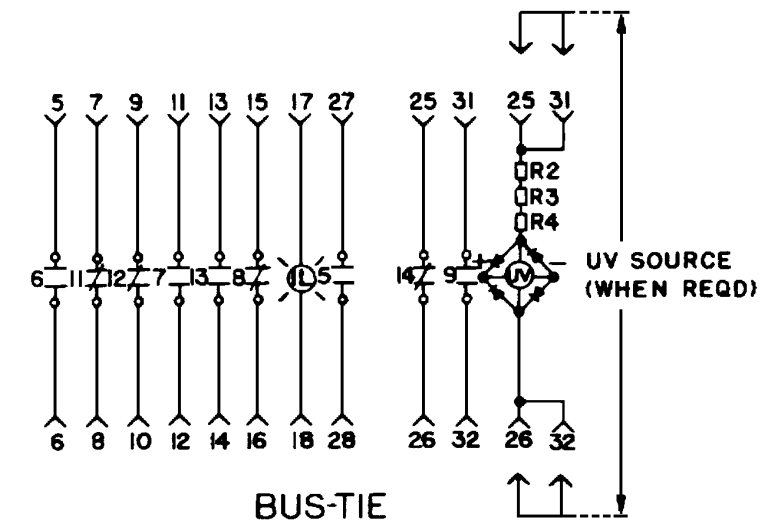 5 7 9 11 13 15 17 27 25 31 25 31
R2
R3
R4
6 11 12 7 13 8 IL 5 14 9 + UV −
UV SOURCE
(WHEN REQD)
6 8 10 12 14 16 18 28 26 32 26 32
BUS-TIE